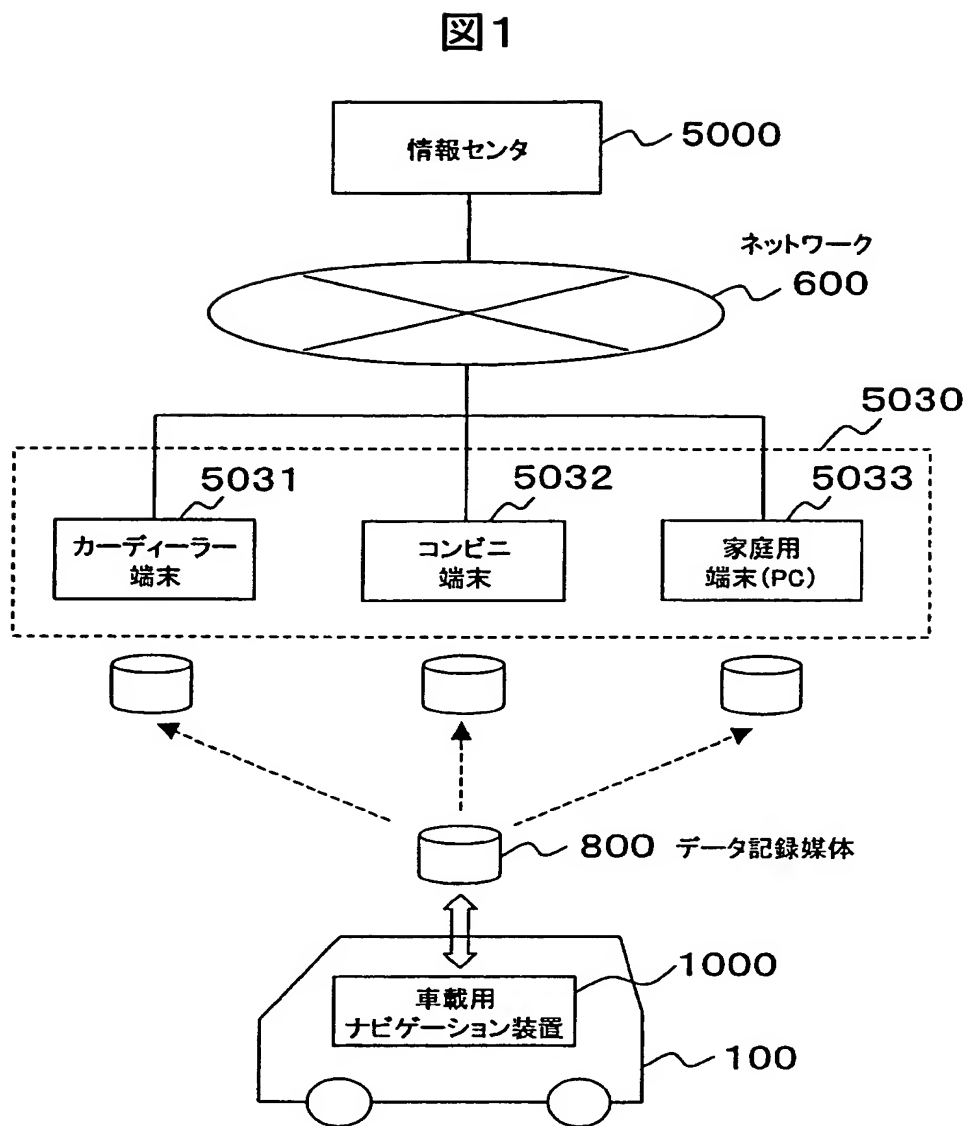 図1
情報センタ
5000
ネットワーク
600
5030
5031
5032
5033
カーディーラー
端末
コンビニ
端末
家庭用
端末(PC)
800 データ記録媒体
1000
車載用
ナビゲーション装置
100